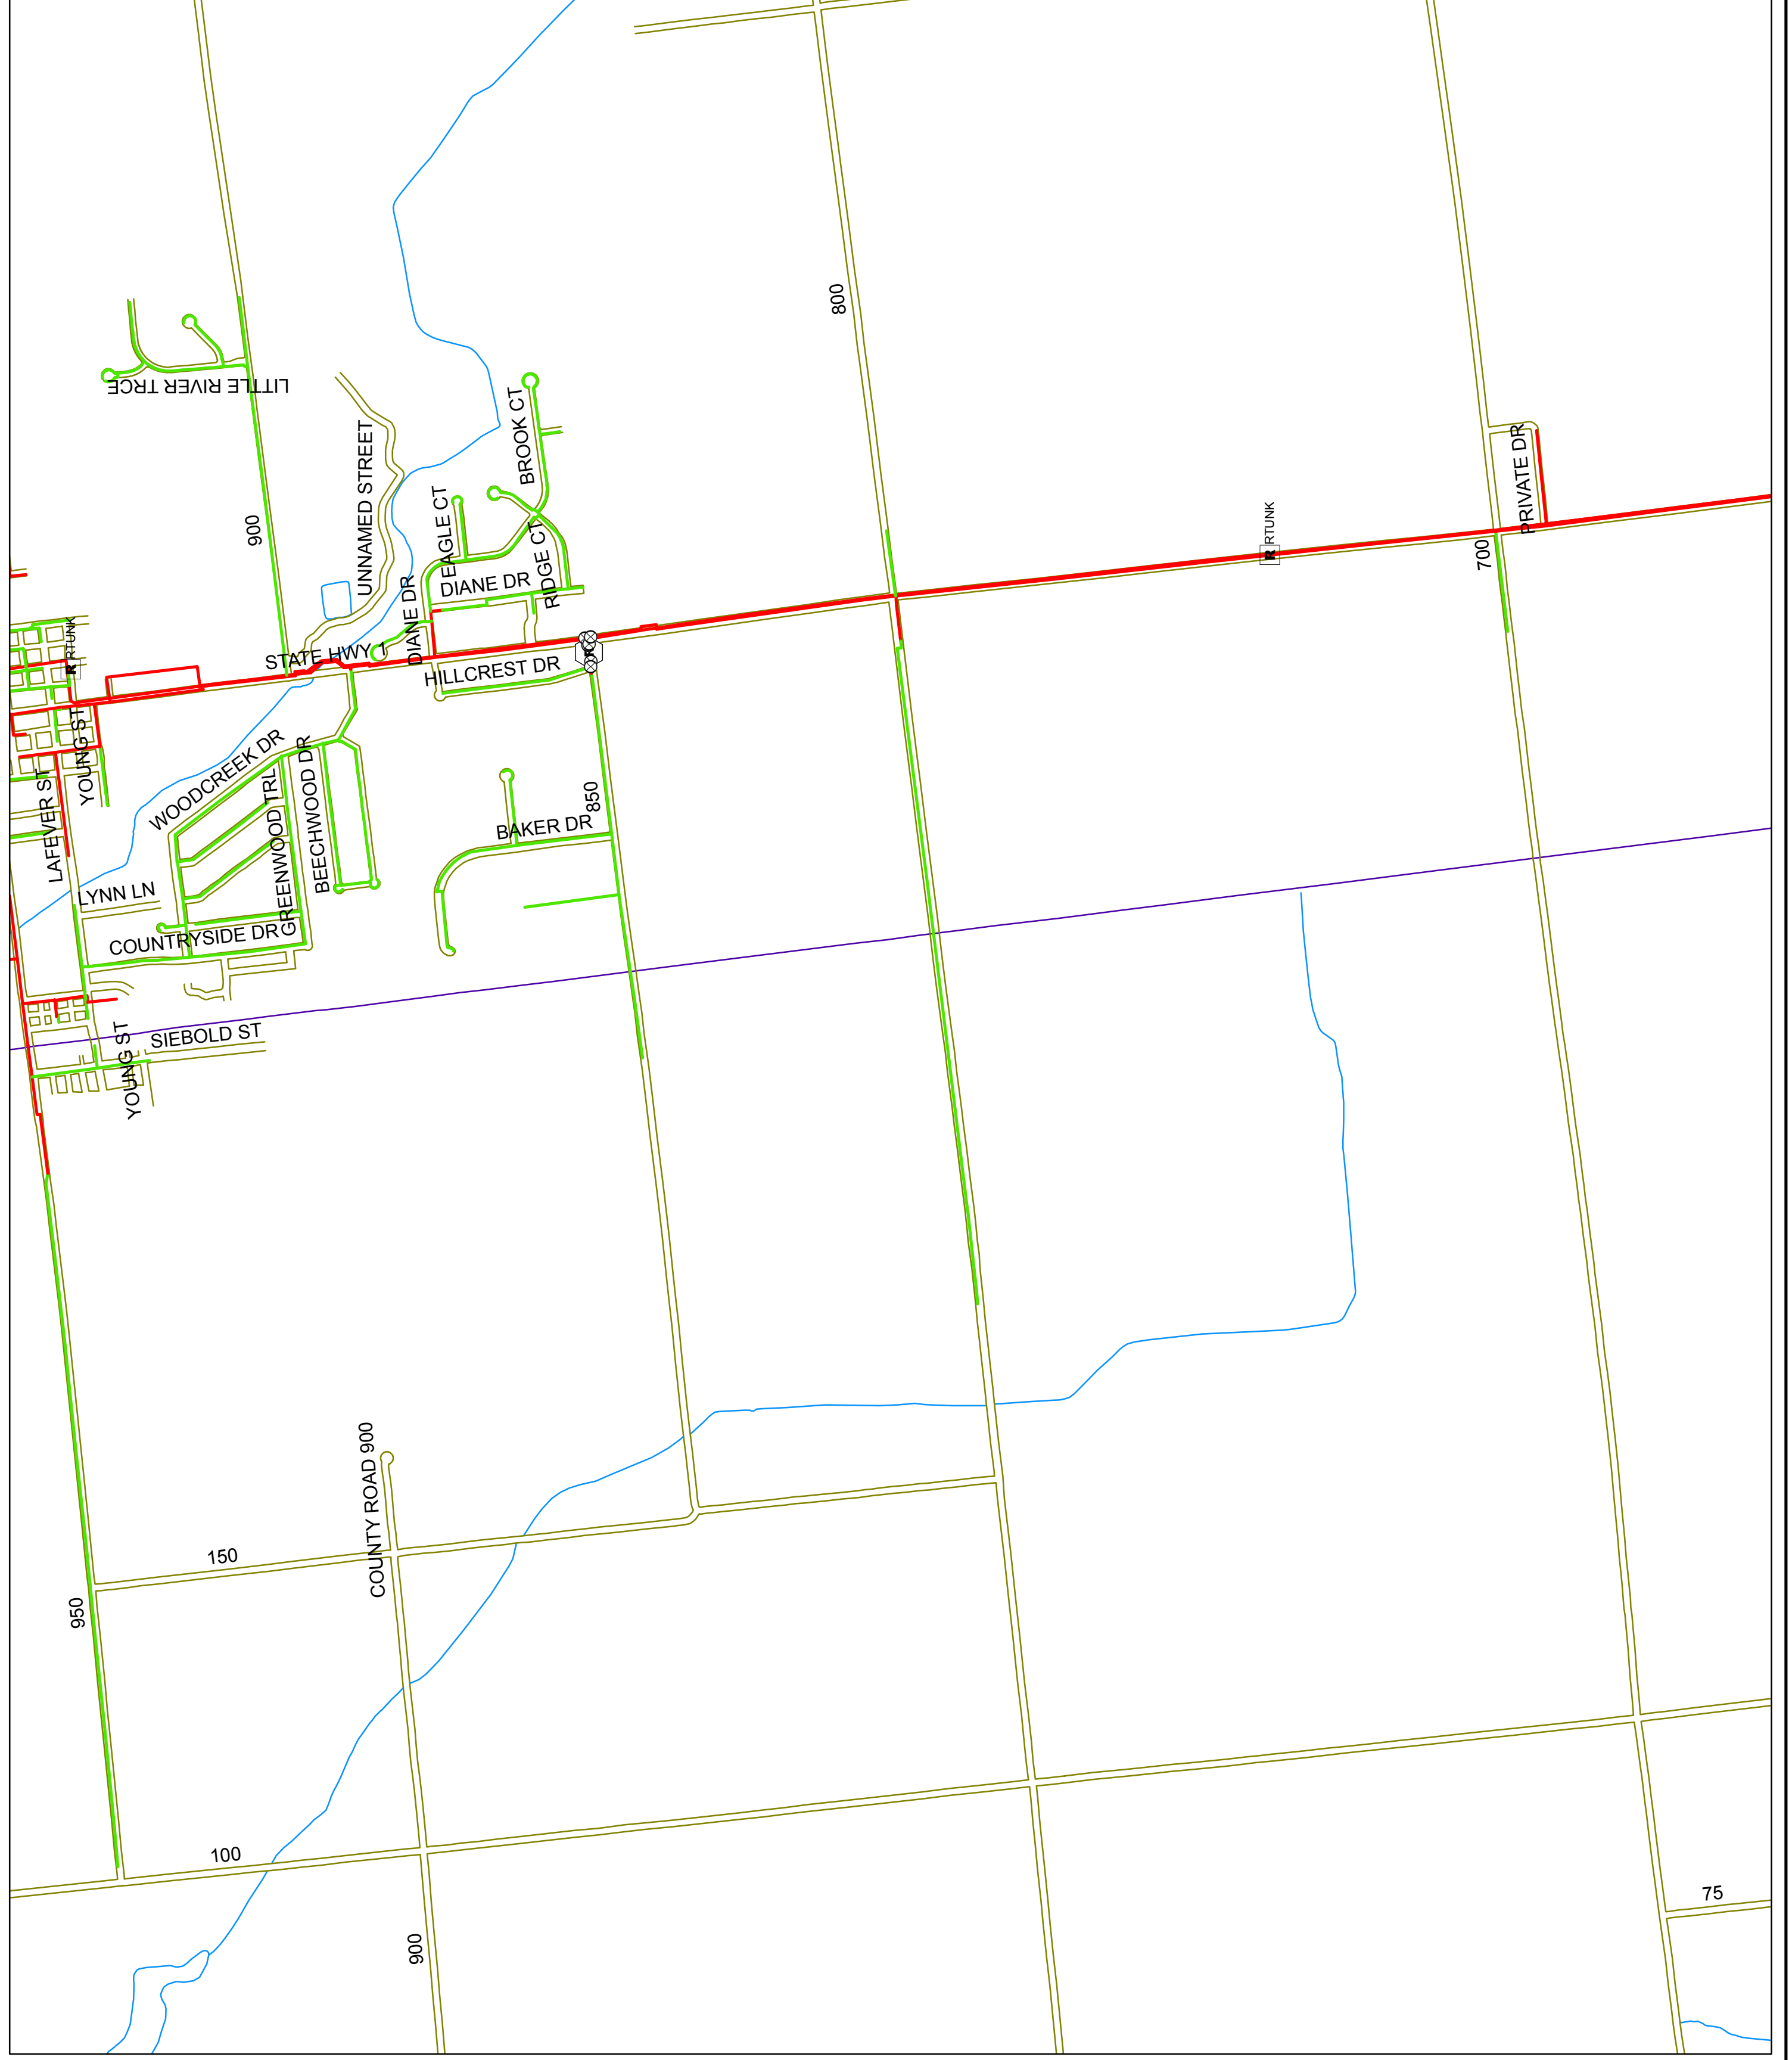 800
900
LITTLE RIVER TRCE
UNNAMED STREET
BROOK CT
EAGLE CT
RIDGE CT
DIANE DR
DIANE DR
PRIVATE DR
R RTUNK
700
R RTUNK
STATE HWY 1
HILLCREST DR
YOUNG ST
LAFEVER ST
WOODCREEK DR
GREENWOOD TRL
BEECHWOOD DR
850
BAKER DR
LYNN LN
COUNTRYSIDE DR
YOUNG ST
SIEBOLD ST
COUNTY ROAD 900
150
950
100
75
900